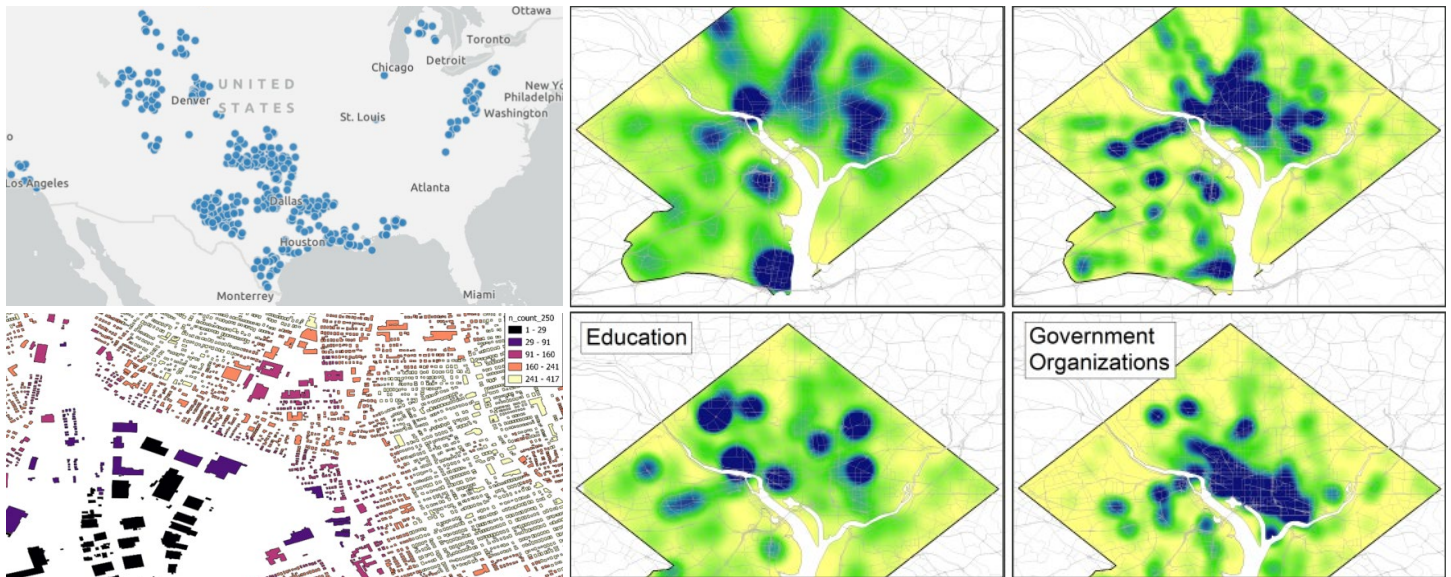 Ottawa
Toronto
Detroit
Chicago
UNITED
STATES
Denver
New Yo
Philadelph
Washington
St. Louis
o
Los Angeles
Atlanta
Dallas
Houston
Monterrey
Miami
n_count_250
1 - 29
29 - 91
91 - 160
160 - 241
241 - 417
Education
Government
Organizations